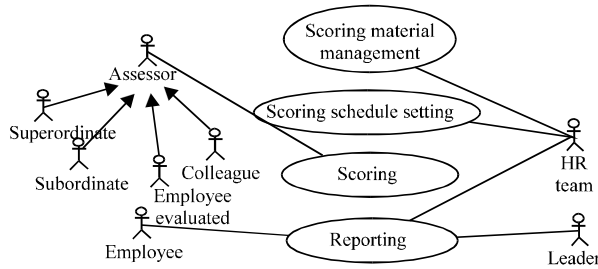 Scoring material
management
Assessor
Superordinate
Scoring schedule setting
Subordinate
Colleague
Employee
evaluated
Scoring
HR
team
Employee
Reporting
Leader